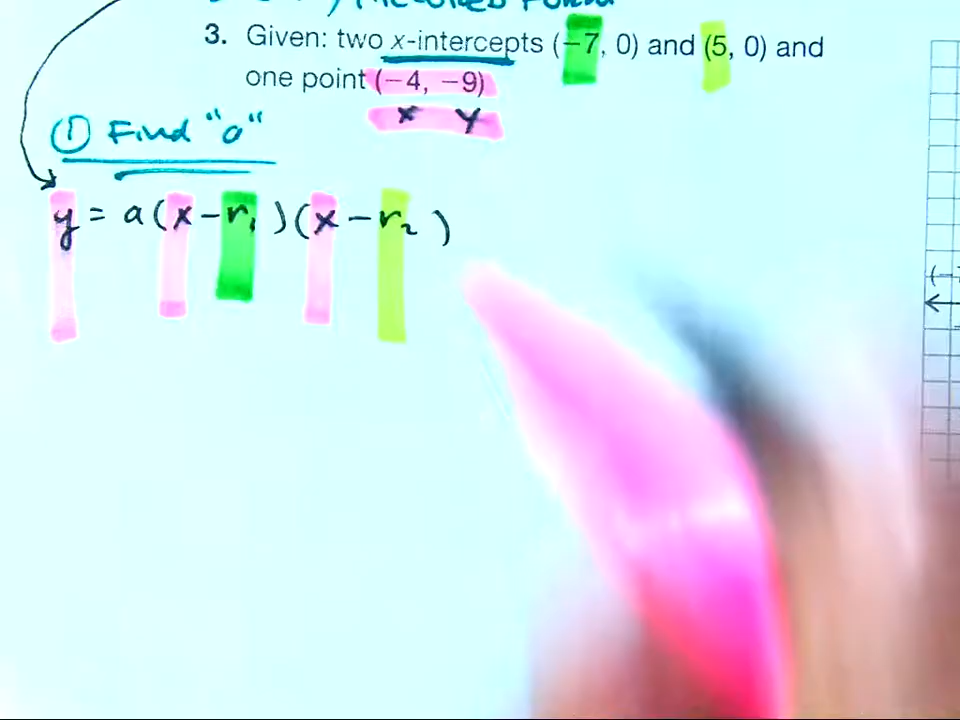 3. Given: two x-intercepts (−7, 0) and (5, 0) and
one point (−4, −9)
x y
① Find "a"
y = a(x − r₁)(x − r₂)